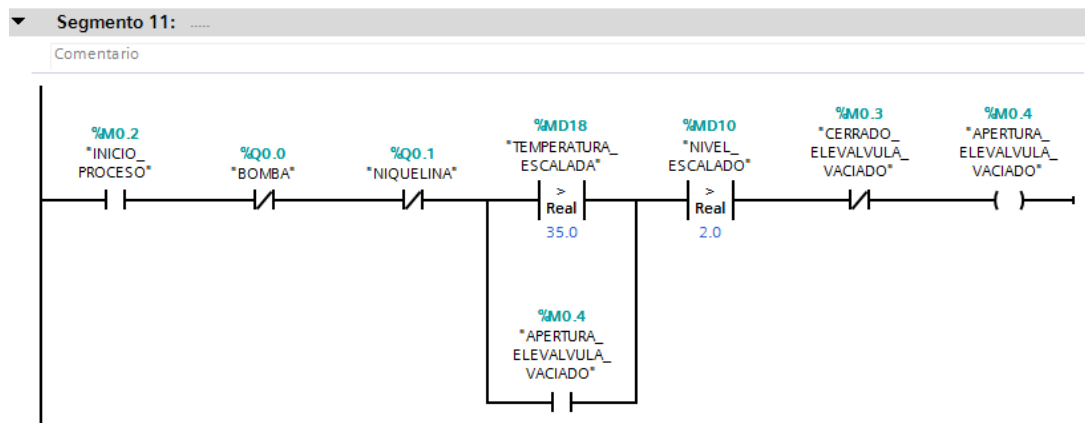 Segmento 11: .....
Comentario
%M0.2
"INICIO_
PROCESO"
%Q0.0
"BOMBA"
%Q0.1
"NIQUELINA"
%MD18
"TEMPERATURA_
ESCALADA"
>
Real
35.0
%MD10
"NIVEL_
ESCALADO"
>
Real
2.0
%M0.3
"CERRADO_
ELEVALVULA_
VACIADO"
%M0.4
"APERTURA_
ELEVALVULA_
VACIADO"
%M0.4
"APERTURA_
ELEVALVULA_
VACIADO"